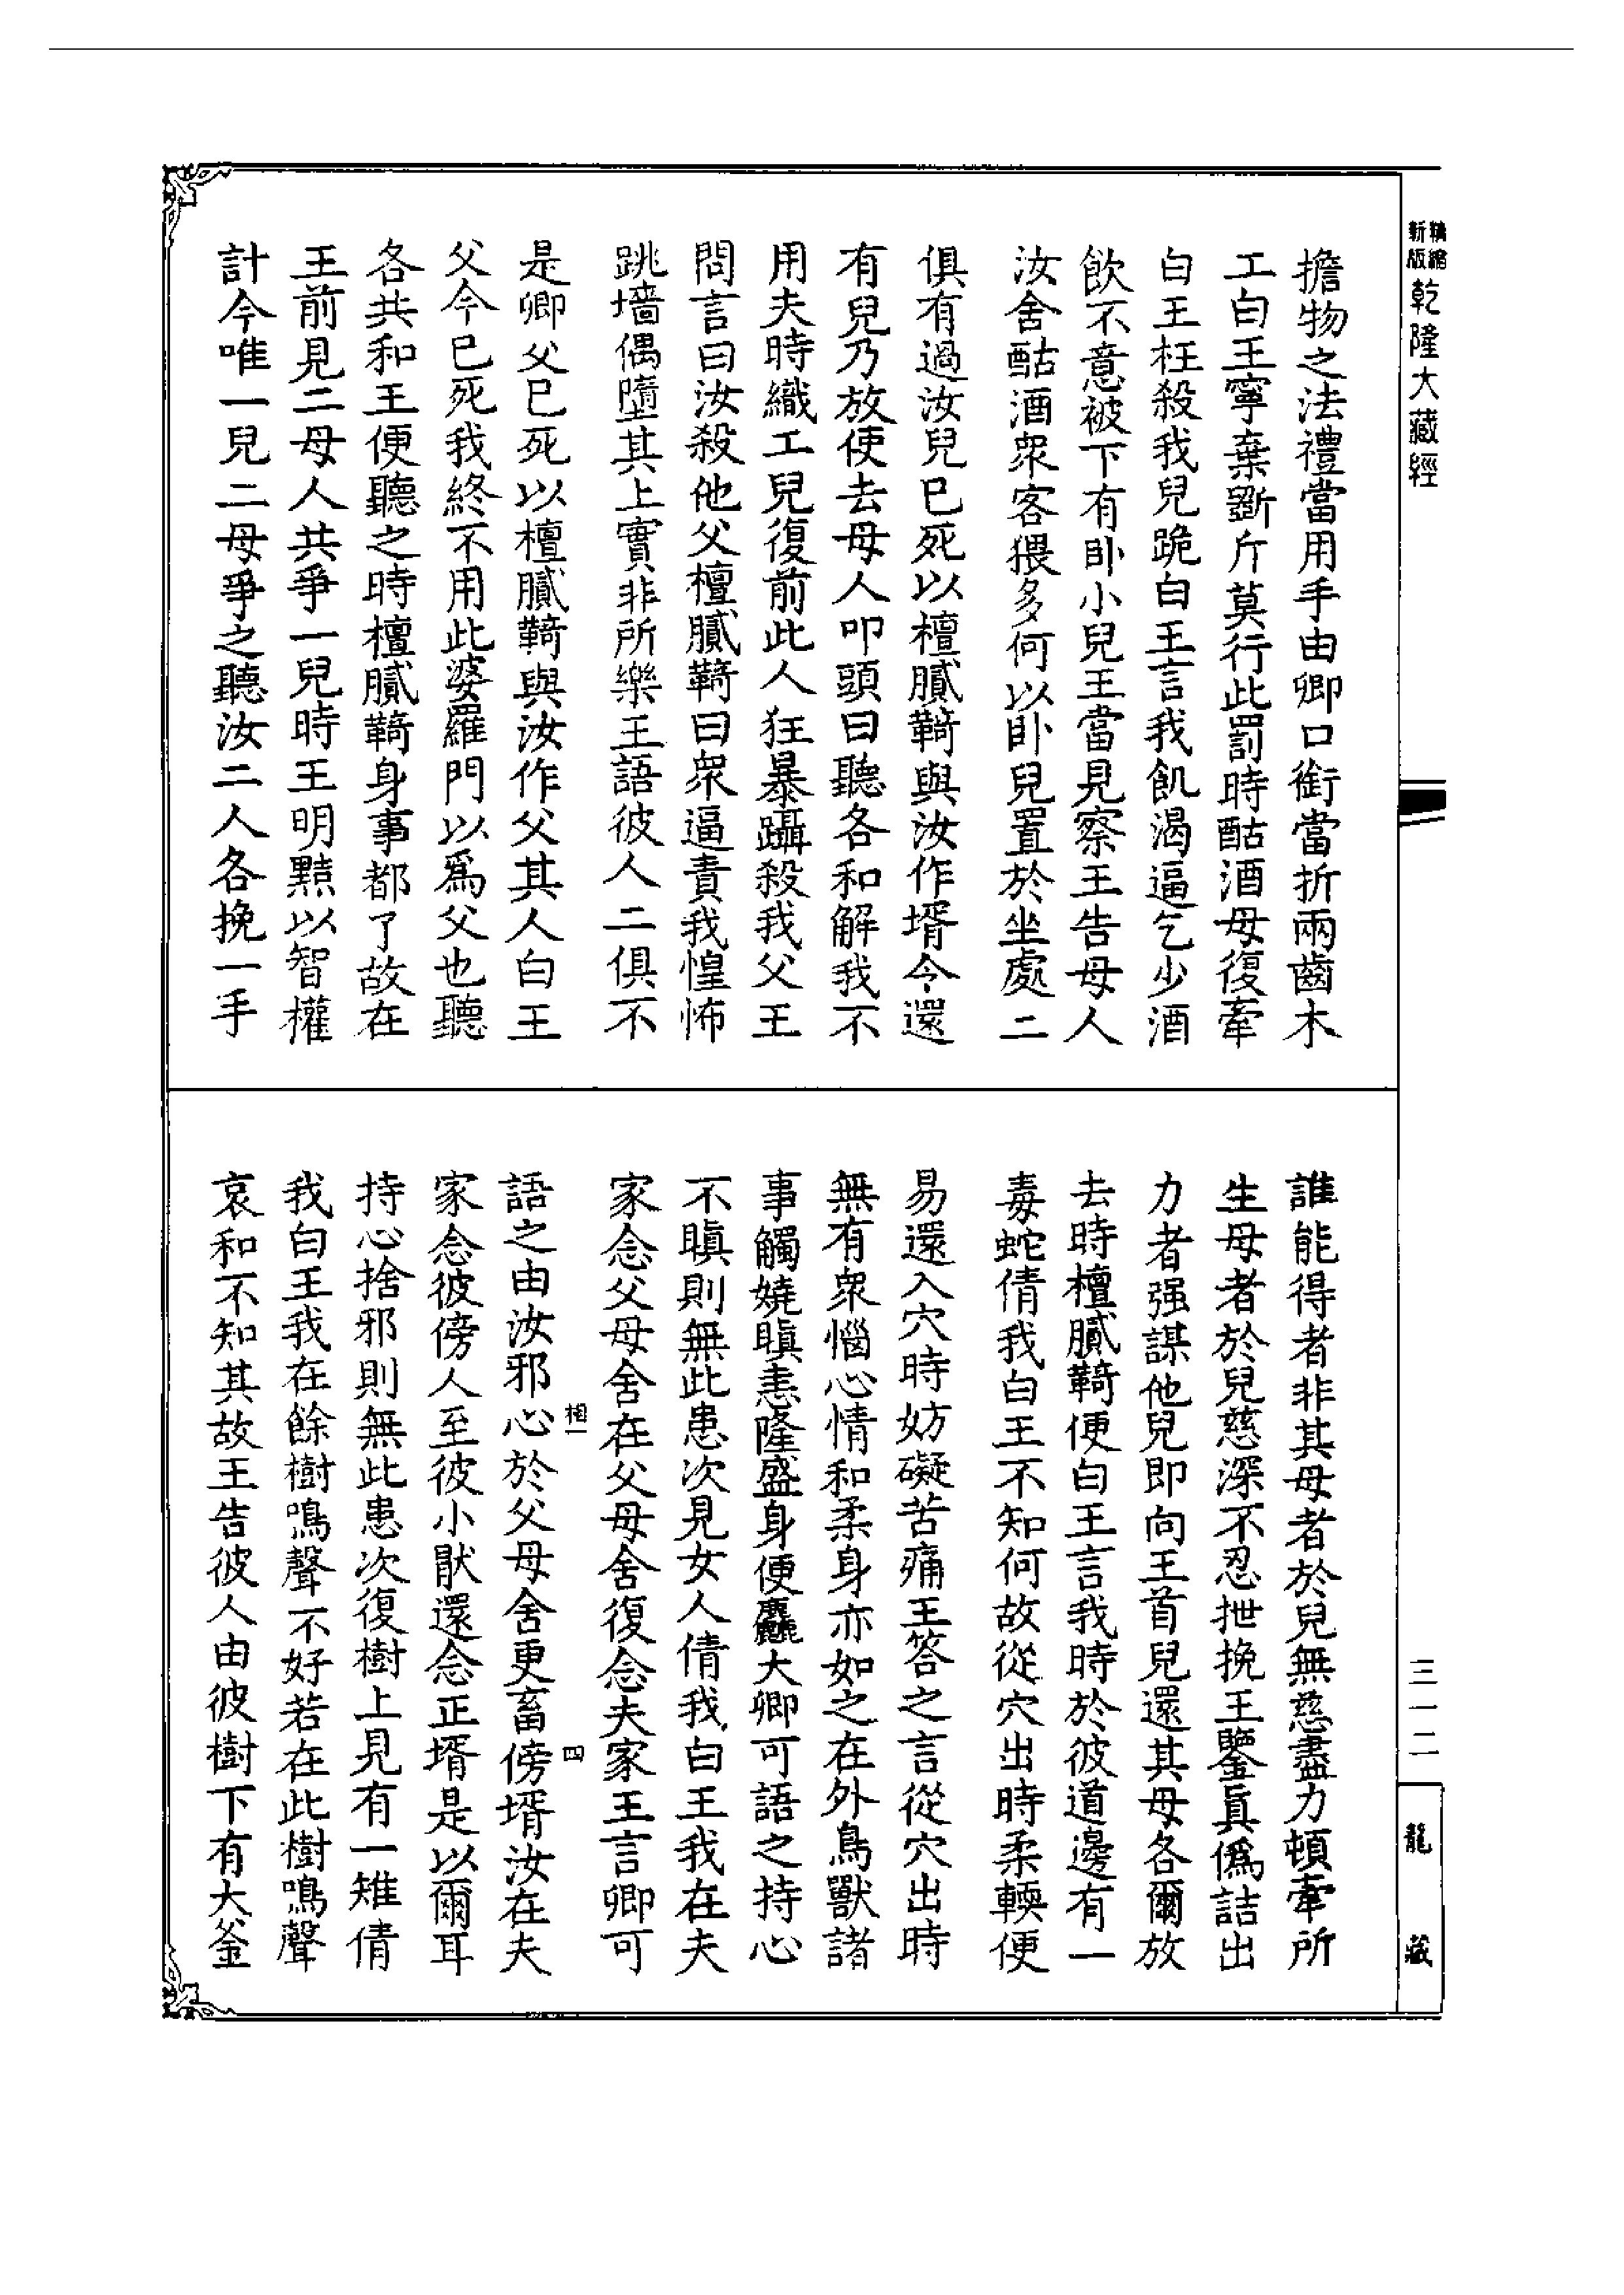 新版精縮
乾隆大藏經
擔物之法禮當用手由卿口銜當折兩齒木
工白王寧棄斵斤莫行此罰時酤酒母復牽
白王枉殺我兒跪白王言我飢渴逼乞少酒
飲不意被下有卧小兒王當見察王告母人
汝舍酤酒衆客猥多何以卧兒置於坐處二
俱有過汝兒已死以檀膩䩭與汝作壻令還
有兒乃放使去母人叩頭曰聽各和解我不
用夫時織工兒復前此人狂暴躡殺我父王
問言曰汝殺他父檀膩䩭曰衆逼責我惶怖
跳墻偶墮其上實非所樂王語彼人二俱不
是卿父已死以檀膩䩭與汝作父其人白王
父今已死我終不用此婆羅門以爲父也聽
各共和王便聽之時檀膩䩭身事都了故在
王前見二母人共爭一兒時王明黠以智權
計今唯一兒二母爭之聽汝二人各挽一手
誰能得者非其母者於兒無慈盡力頓牽所
生母者於兒慈深不忍抴挽王鑒眞僞詰出
力者强謀他兒即向王首兒還其母各爾放
去時檀膩䩭便白王言我時於彼道邊有一
毒蛇倩我白王不知何故從穴出時柔輭便
易還入穴時妨礙苦痛王答之言從穴出時
無有衆惱心情和柔身亦如之在外鳥獸諸
事觸嬈瞋恚隆盛身便麤大卿可語之持心
不瞋則無此患次見女人倩我白王我在夫
家念父母舍在父母舍復念夫家王言卿可
語之由汝邪心於父母舍更畜傍壻汝在夫
家念彼傍人至彼小猒還念正壻是以爾耳
持心捨邪則無此患次復樹上見有一雉倩
我白王我在餘樹鳴聲不好若在此樹鳴聲
哀和不知其故王告彼人由彼樹下有大釜
四
三一二
龍藏